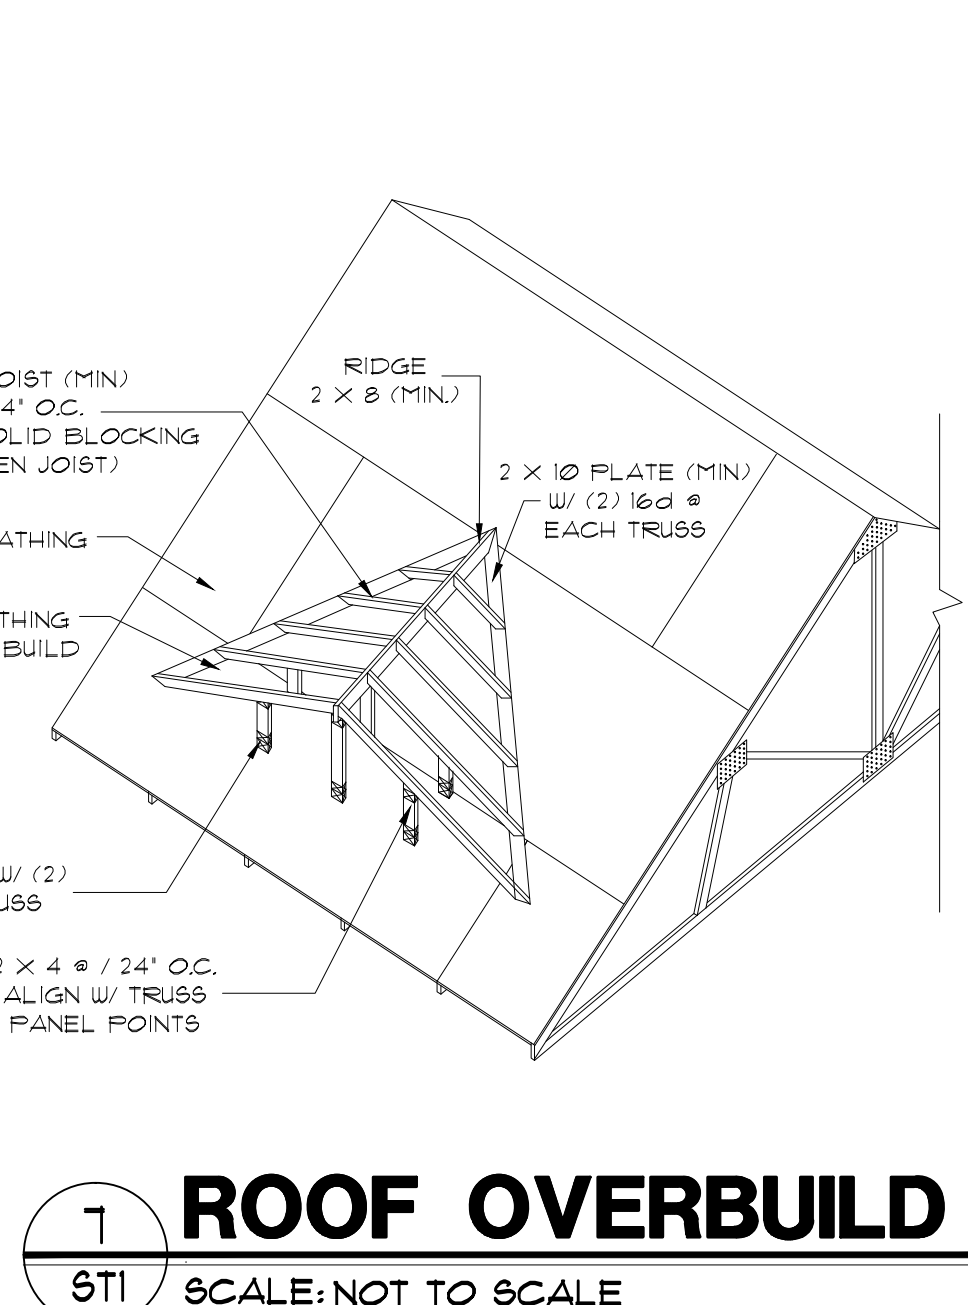 OIST (MIN)
4" O.C.
OLID BLOCKING
EN JOIST)
RIDGE
2 X 8 (MIN.)
2 X 10 PLATE (MIN)
W/ (2) 16d @
EACH TRUSS
ATHING
THING
BUILD
W/ (2)
USS
2 X 4 @ / 24" O.C.
ALIGN W/ TRUSS
PANEL POINTS
7
ST1
ROOF OVERBUILD
SCALE: NOT TO SCALE